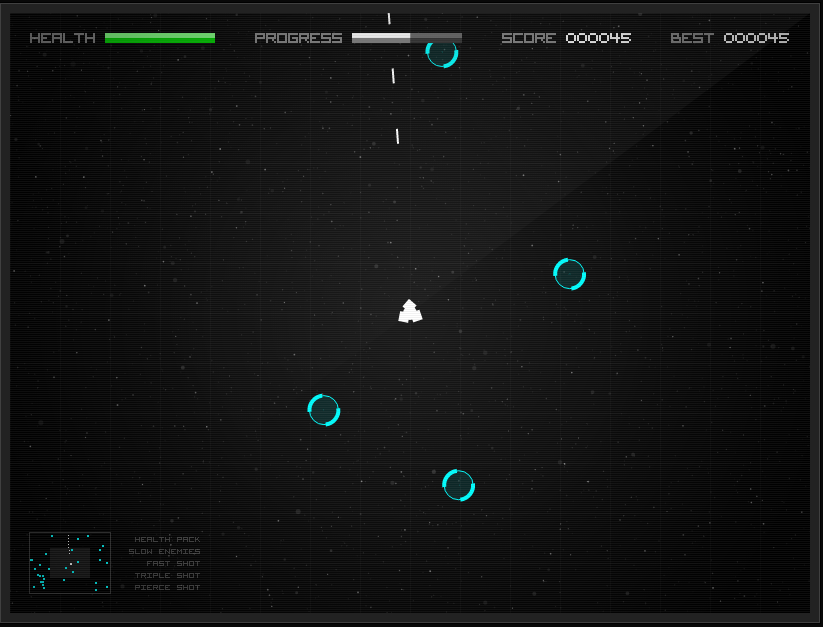 HEALTH PROGRESS SCORE 000045 BEST 000045
HEALTH PACK
SLOW ENEMIES
FAST SHOT
TRIPLE SHOT
PIERCE SHOT